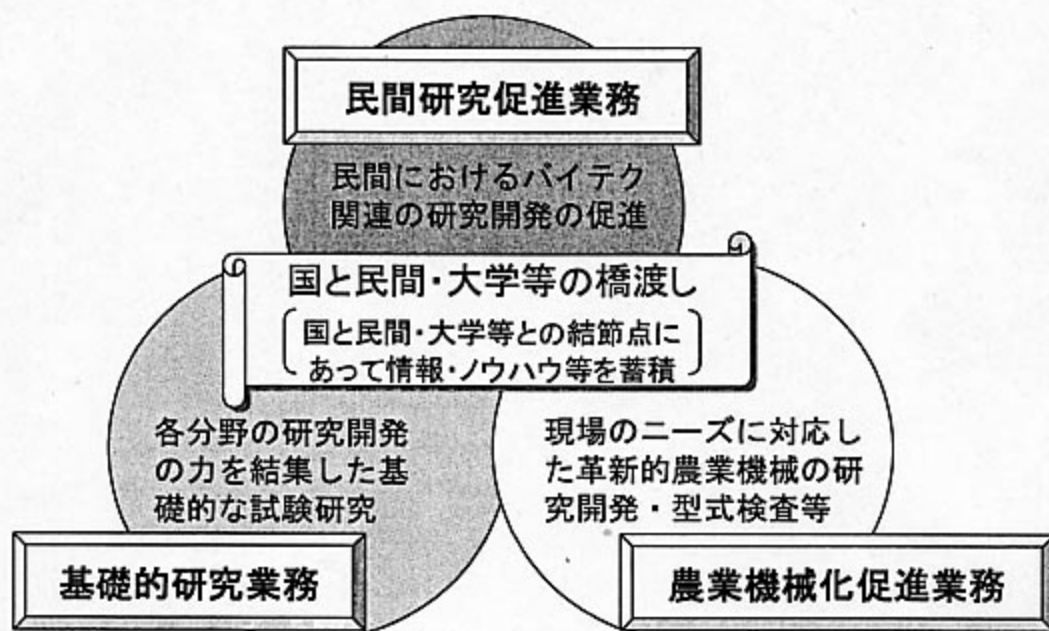 民間研究促進業務
民間におけるバイテク
関連の研究開発の促進
国と民間・大学等の橋渡し
国と民間・大学等との結節点に
あって情報・ノウハウ等を蓄積
各分野の研究開発
の力を結集した基
礎的な試験研究
現場のニーズに対応し
た革新的農業機械の研
究開発・型式検査等
基礎的研究業務
農業機械化促進業務